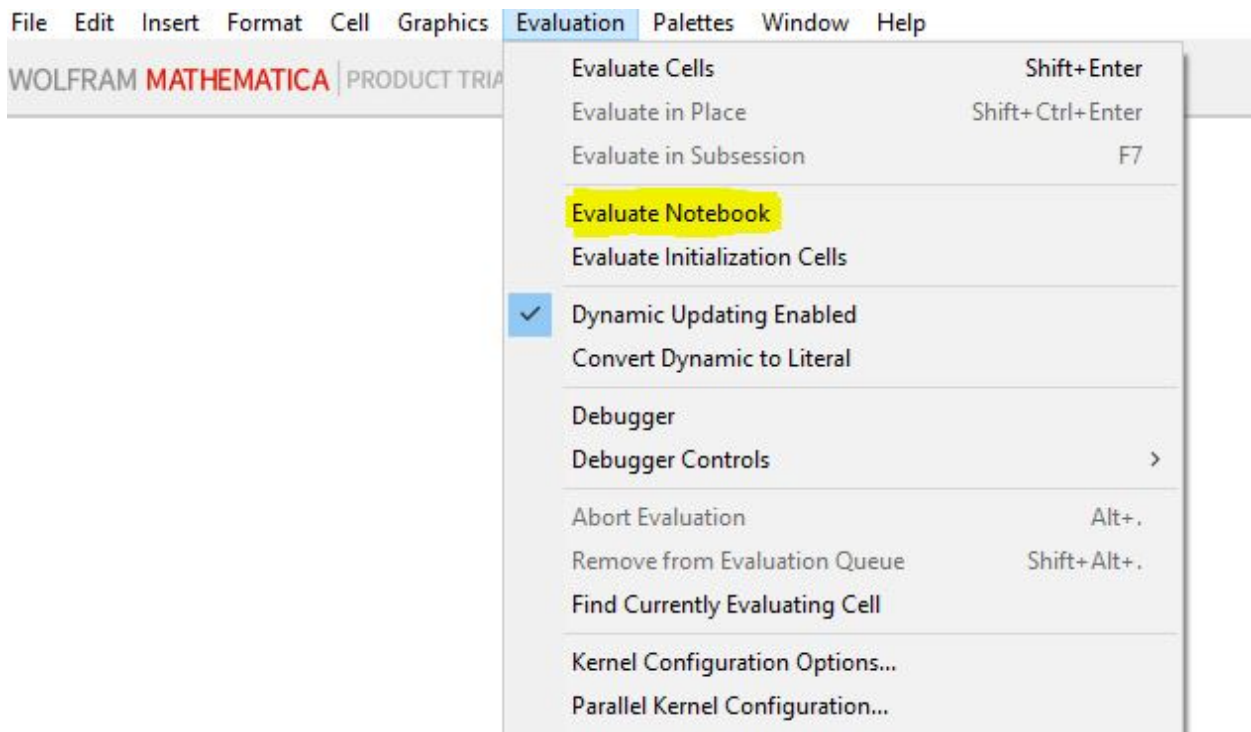 File Edit Insert Format Cell Graphics Evaluation Palettes Window Help
WOLFRAM MATHEMATICA PRODUCT TRIA
Evaluate Cells Shift+Enter
Evaluate in Place Shift+Ctrl+Enter
Evaluate in Subsession F7
Evaluate Notebook
Evaluate Initialization Cells
Dynamic Updating Enabled
Convert Dynamic to Literal
Debugger
Debugger Controls
Abort Evaluation Alt+.
Remove from Evaluation Queue Shift+Alt+.
Find Currently Evaluating Cell
Kernel Configuration Options...
Parallel Kernel Configuration...